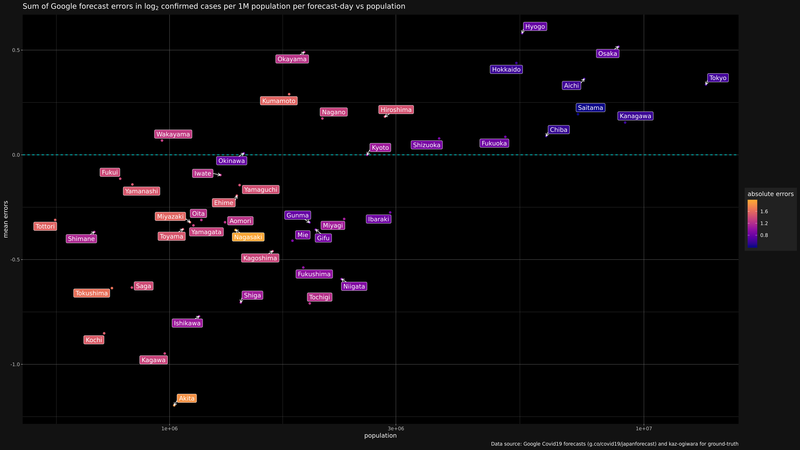 Sum of Google forecast errors in log₂ confirmed cases per 1M population per forecast-day vs population
Hyogo
Osaka
Okayama
Hokkaido
Tokyo
Aichi
Kumamoto
Saitama
Nagano
Hiroshima
Kanagawa
Chiba
Wakayama
Kyoto
Shizuoka
Fukuoka
Okinawa
Fukui
Iwate
Yamanashi
Yamaguchi
Ehime
Miyazaki
Oita
Gunma
Ibaraki
Tottori
Aomori
Miyagi
Shimane
Toyama
Yamagata
Nagasaki
Mie
Gifu
Kagoshima
Fukushima
Niigata
Saga
Tokushima
Shiga
Tochigi
Ishikawa
Kochi
Kagawa
Akita
0.5
0.0
-0.5
-1.0
mean errors
1e+06
3e+06
1e+07
population
absolute errors
1.6
1.2
0.8
Data source: Google Covid19 forecasts (g.co/covid19/japanforecast) and kaz-ogiwara for ground-truth